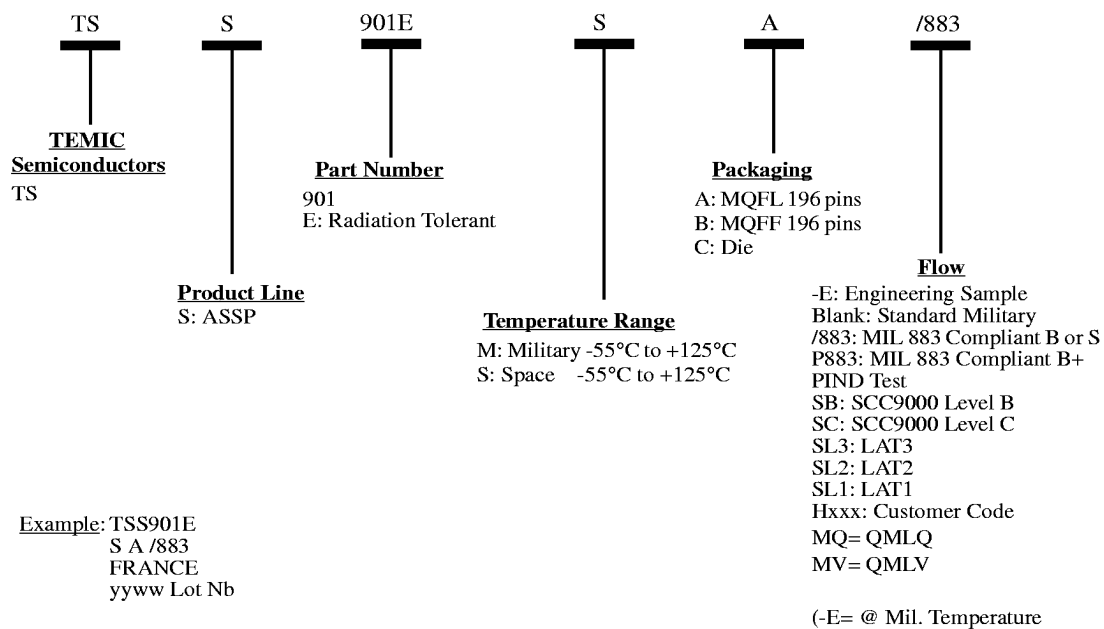 TS S 901E S A /883
TEMIC
Semiconductors
TS
Part Number
901
E: Radiation Tolerant
Packaging
A: MQFL 196 pins
B: MQFF 196 pins
C: Die
Product Line
S: ASSP
Temperature Range
M: Military -55°C to +125°C
S: Space -55°C to +125°C
Flow
-E: Engineering Sample
Blank: Standard Military
/883: MIL 883 Compliant B or S
P883: MIL 883 Compliant B+
PIND Test
SB: SCC9000 Level B
SC: SCC9000 Level C
SL3: LAT3
SL2: LAT2
SL1: LAT1
Hxxx: Customer Code
MQ= QMLQ
MV= QMLV
(-E= @ Mil. Temperature
Example: TSS901E
S A /883
FRANCE
yyww Lot Nb